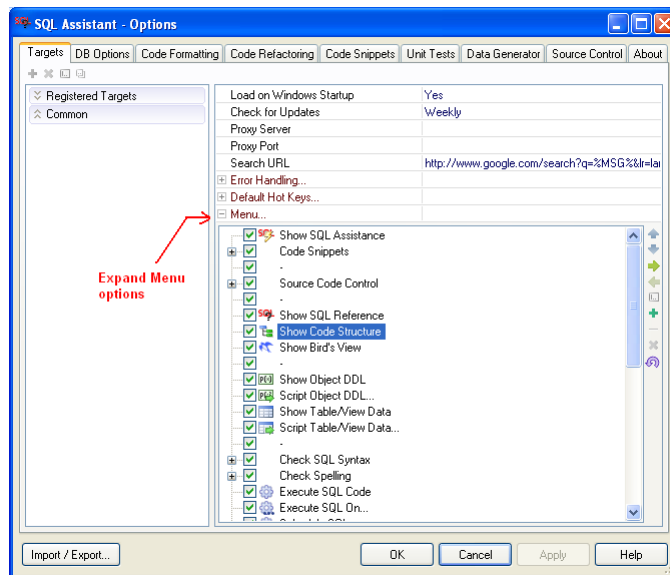 SQL Assistant - Options
Targets DB Options Code Formatting Code Refactoring Code Snippets Unit Tests Data Generator Source Control About
Registered Targets
Common
Load on Windows Startup Yes
Check for Updates Weekly
Proxy Server
Proxy Port
Search URL http://www.google.com/search?q=%MSG%&lr=lan
Error Handling...
Default Hot Keys...
Menu...
Expand Menu
options
Show SQL Assistance
Code Snippets
-
Source Code Control
-
Show SQL Reference
Show Code Structure
Show Bird's View
-
Show Object DDL
Script Object DDL...
Show Table/View Data
Script Table/View Data...
-
Check SQL Syntax
Check Spelling
Execute SQL Code
Execute SQL On...
Import / Export... OK Cancel Apply Help